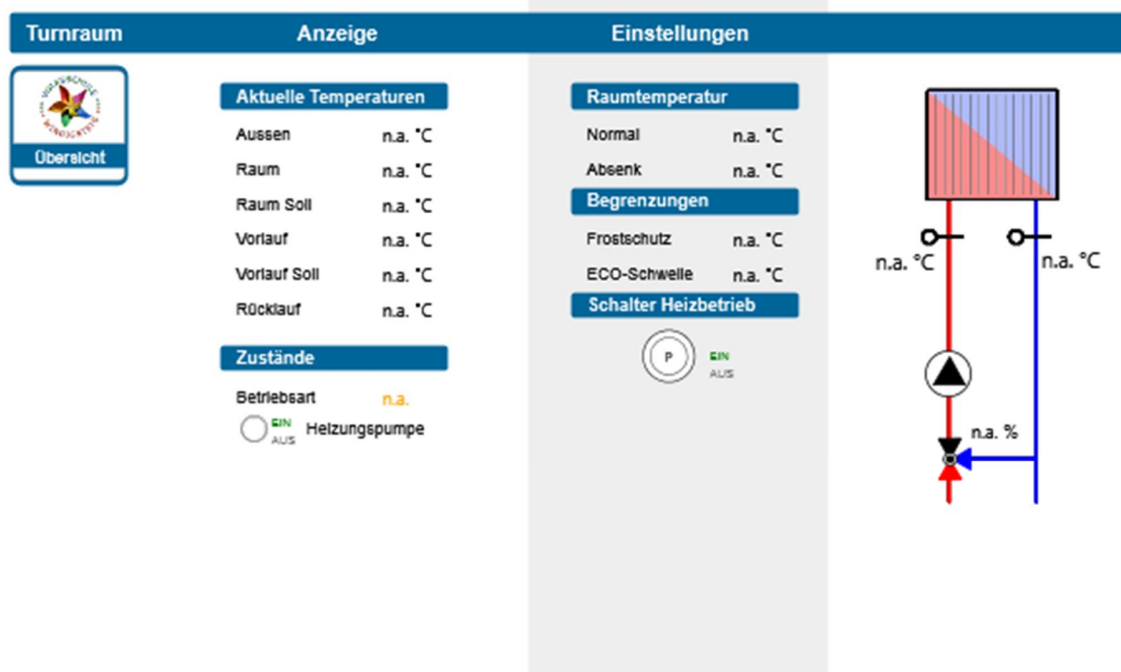 Turnraum Anzeige Einstellungen
Übersicht
Aktuelle Temperaturen
Aussen n.a. °C
Raum n.a. °C
Raum Soll n.a. °C
Vorlauf n.a. °C
Vorlauf Soll n.a. °C
Rücklauf n.a. °C
Zustände
Betriebsart n.a.
EIN
AUS
Heizungspumpe
Raumtemperatur
Normal n.a. °C
Absenk n.a. °C
Begrenzungen
Frostschutz n.a. °C
ECO-Schwelle n.a. °C
Schalter Heizbetrieb
P
EIN
AUS
n.a. °C
n.a. °C
n.a. %